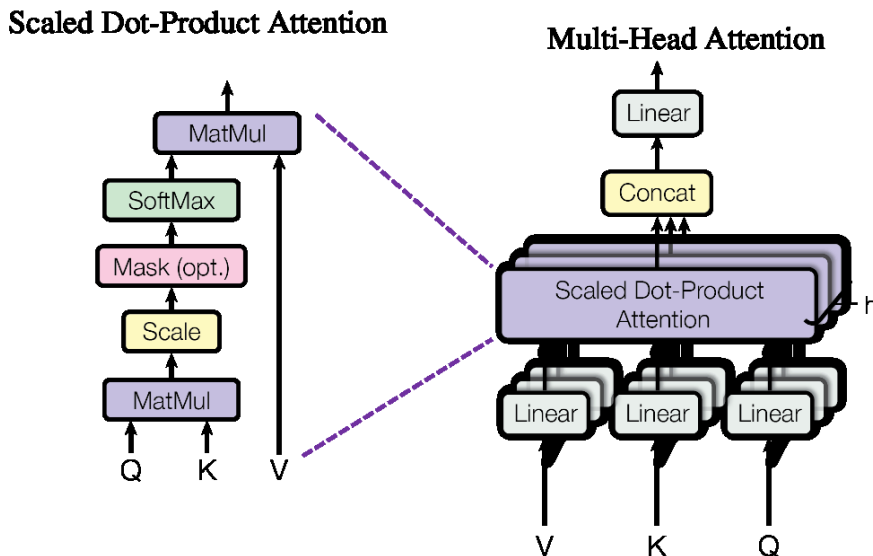 Scaled Dot-Product Attention
MatMul
SoftMax
Mask (opt.)
Scale
MatMul
Q K V
Multi-Head Attention
Linear
Concat
Scaled Dot-Product
Attention
h
Linear Linear Linear
V K Q